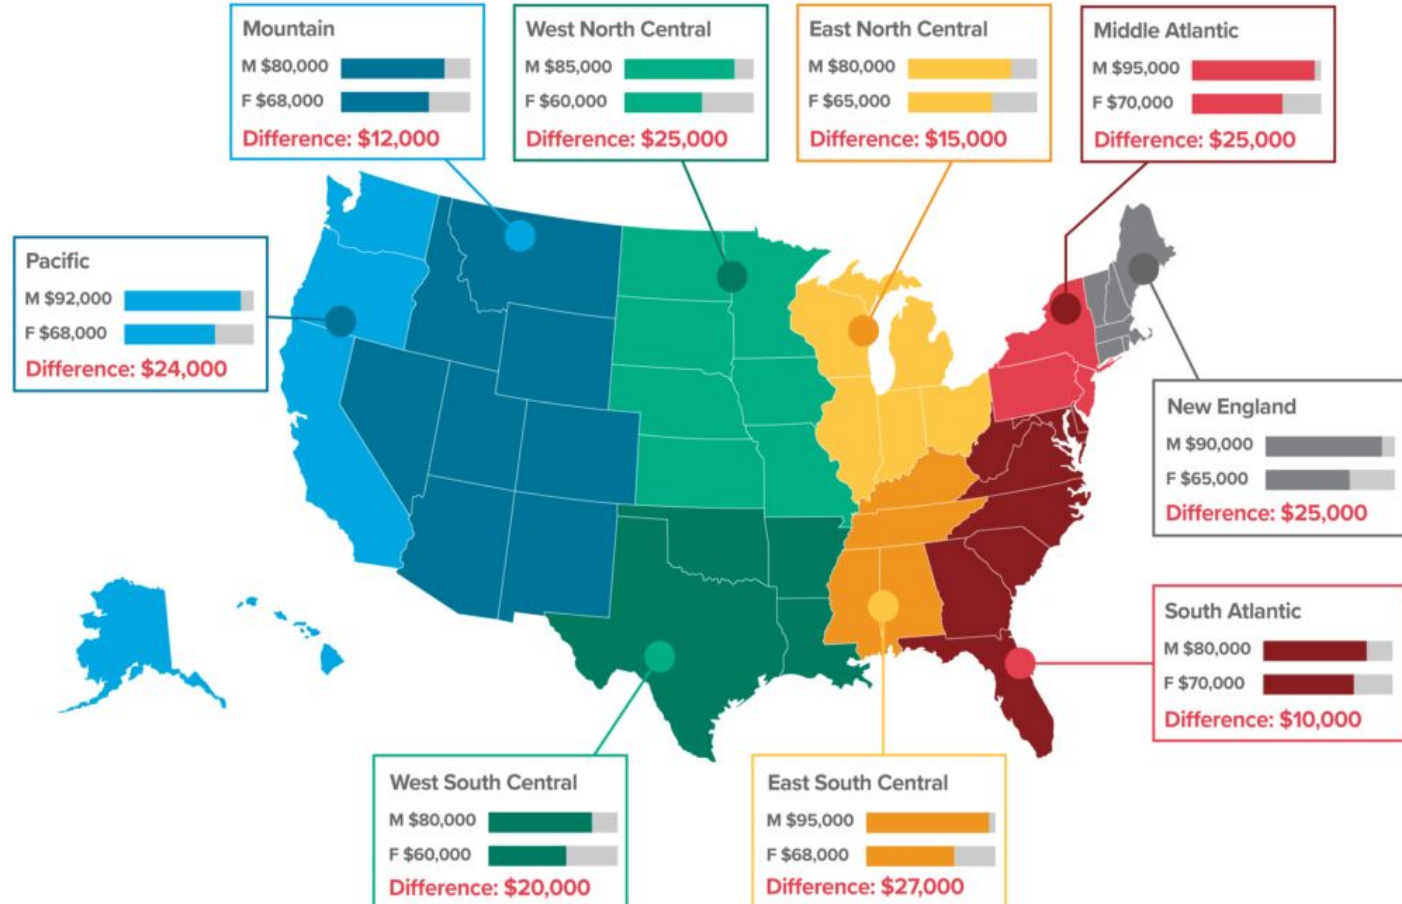 Mountain
M $80,000
F $68,000
Difference: $12,000
West North Central
M $85,000
F $60,000
Difference: $25,000
East North Central
M $80,000
F $65,000
Difference: $15,000
Middle Atlantic
M $95,000
F $70,000
Difference: $25,000
Pacific
M $92,000
F $68,000
Difference: $24,000
New England
M $90,000
F $65,000
Difference: $25,000
South Atlantic
M $80,000
F $70,000
Difference: $10,000
West South Central
M $80,000
F $60,000
Difference: $20,000
East South Central
M $95,000
F $68,000
Difference: $27,000